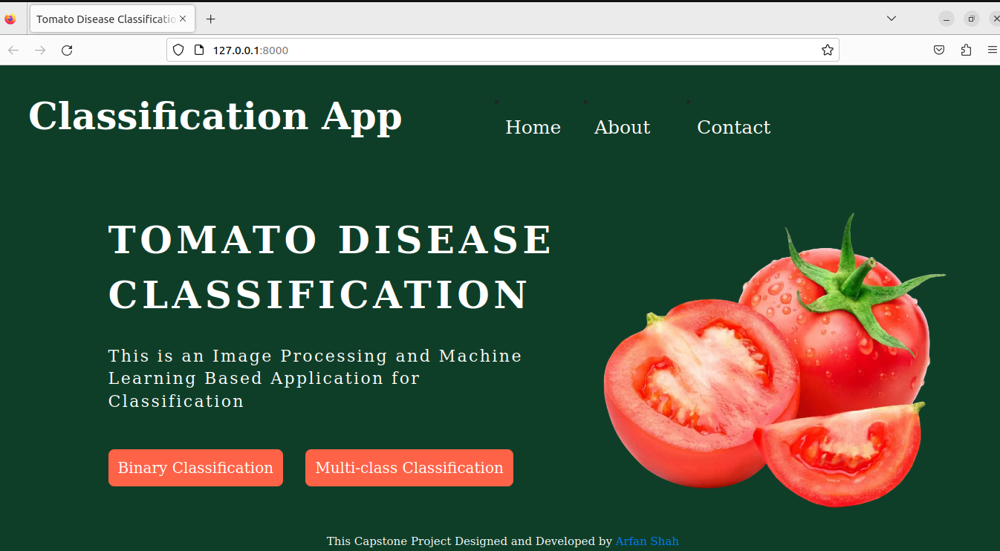 Tomato Disease Classificatio
127.0.0.1:8000
Classification App
Home About Contact
TOMATO DISEASE
CLASSIFICATION
This is an Image Processing and Machine
Learning Based Application for
Classification
Binary Classification Multi-class Classification
This Capstone Project Designed and Developed by Arfan Shah